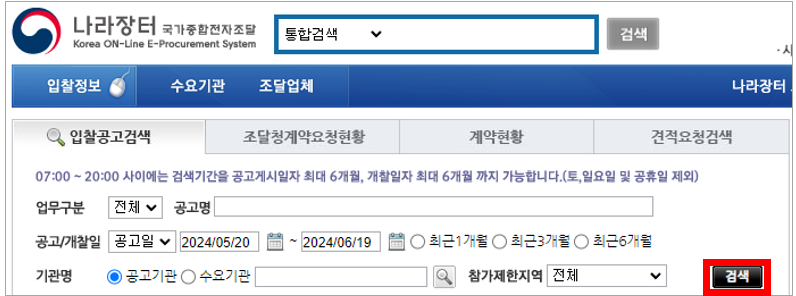 나라장터 국가종합전자조달
Korea ON-Line E-Procurement System
통합검색 검색
입찰정보 수요기관 조달업체 나라장터
입찰공고검색 조달청계약요청현황 계약현황 견적요청검색
07:00 ~ 20:00 사이에는 검색기간을 공고게시일자 최대 6개월, 개찰일자 최대 6개월 까지 가능합니다.(토,일요일 및 공휴일 제외)
업무구분 전체 공고명
공고/개찰일 공고일 2024/05/20 ~ 2024/06/19 최근1개월 최근3개월 최근6개월
기관명 공고기관 수요기관 참가제한지역 전체 검색